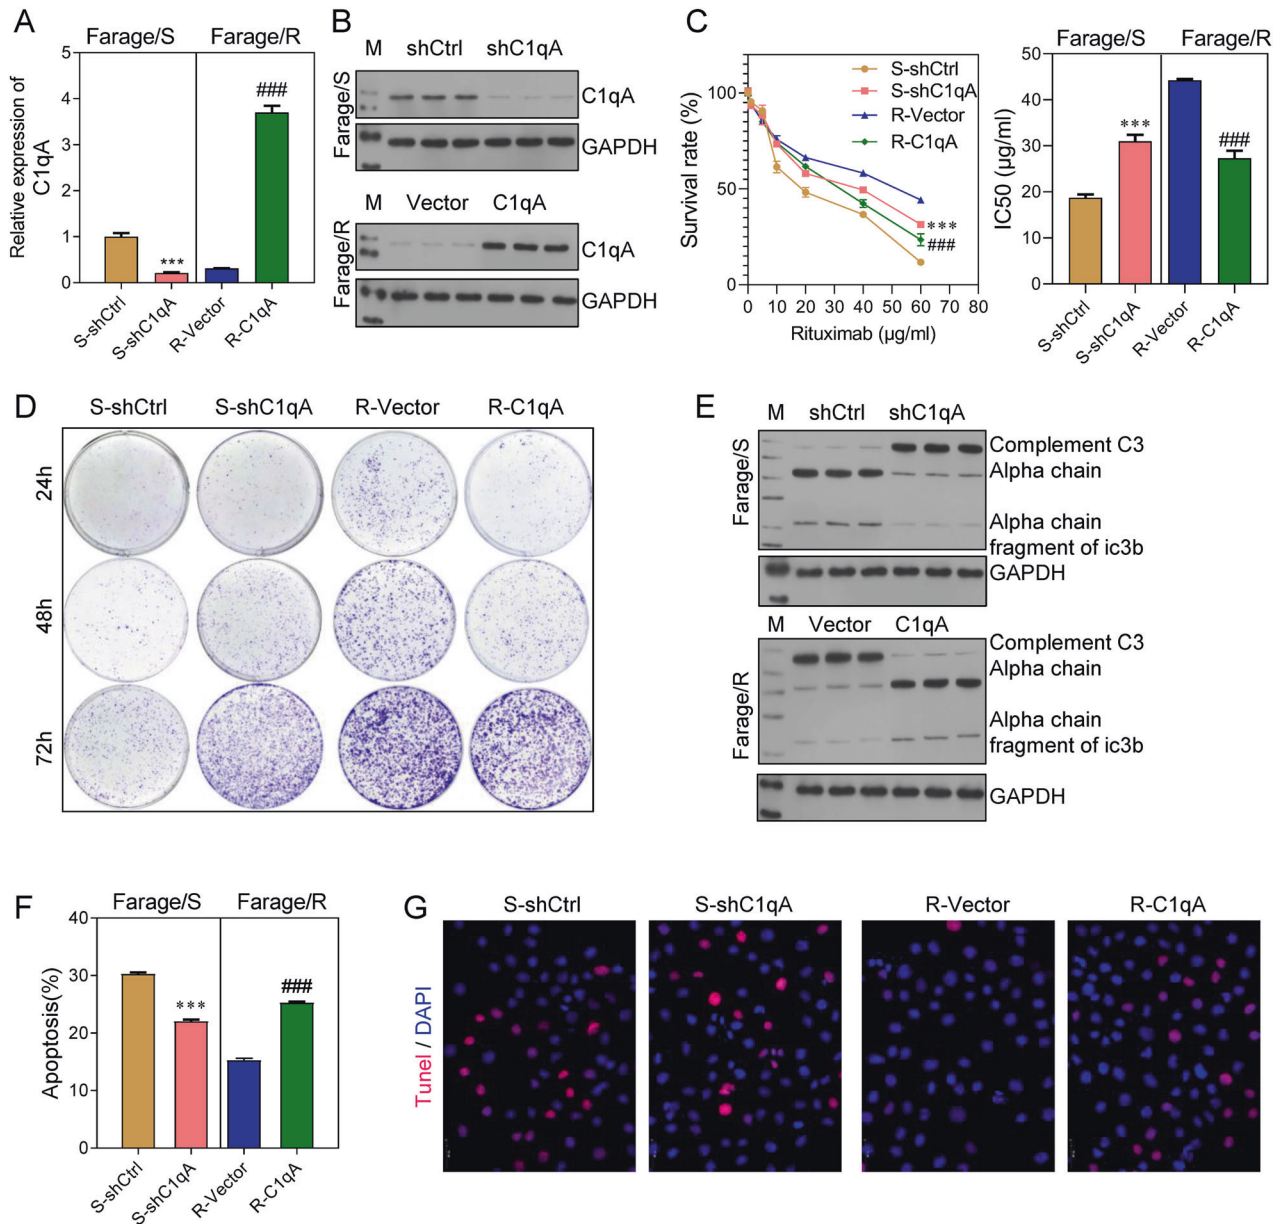 A
Farage/S Farage/R
Relative expression of
C1qA
5
4
3
2
1
0
***
###
S-shCtrl
S-shC1qA
R-Vector
R-C1qA
B
M shCtrl shC1qA
Farage/S
C1qA
GAPDH
M Vector C1qA
Farage/R
C1qA
GAPDH
C
Survival rate (%)
100
50
0
S-shCtrl
S-shC1qA
R-Vector
R-C1qA
***
###
0 10 20 30 40 50 60 70 80
Rituximab (μg/ml)
Farage/S Farage/R
IC50 (μg/ml)
50
40
30
20
10
0
***
###
S-shCtrl
S-shC1qA
R-Vector
R-C1qA
D
S-shCtrl S-shC1qA R-Vector R-C1qA
24h
48h
72h
E
M shCtrl shC1qA
Farage/S
Complement C3
Alpha chain
Alpha chain
fragment of ic3b
GAPDH
M Vector C1qA
Farage/R
Complement C3
Alpha chain
Alpha chain
fragment of ic3b
GAPDH
F
Farage/S Farage/R
Apoptosis(%)
40
30
20
10
0
***
###
S-shCtrl
S-shC1qA
R-Vector
R-C1qA
G
S-shCtrl S-shC1qA R-Vector R-C1qA
Tunel / DAPI